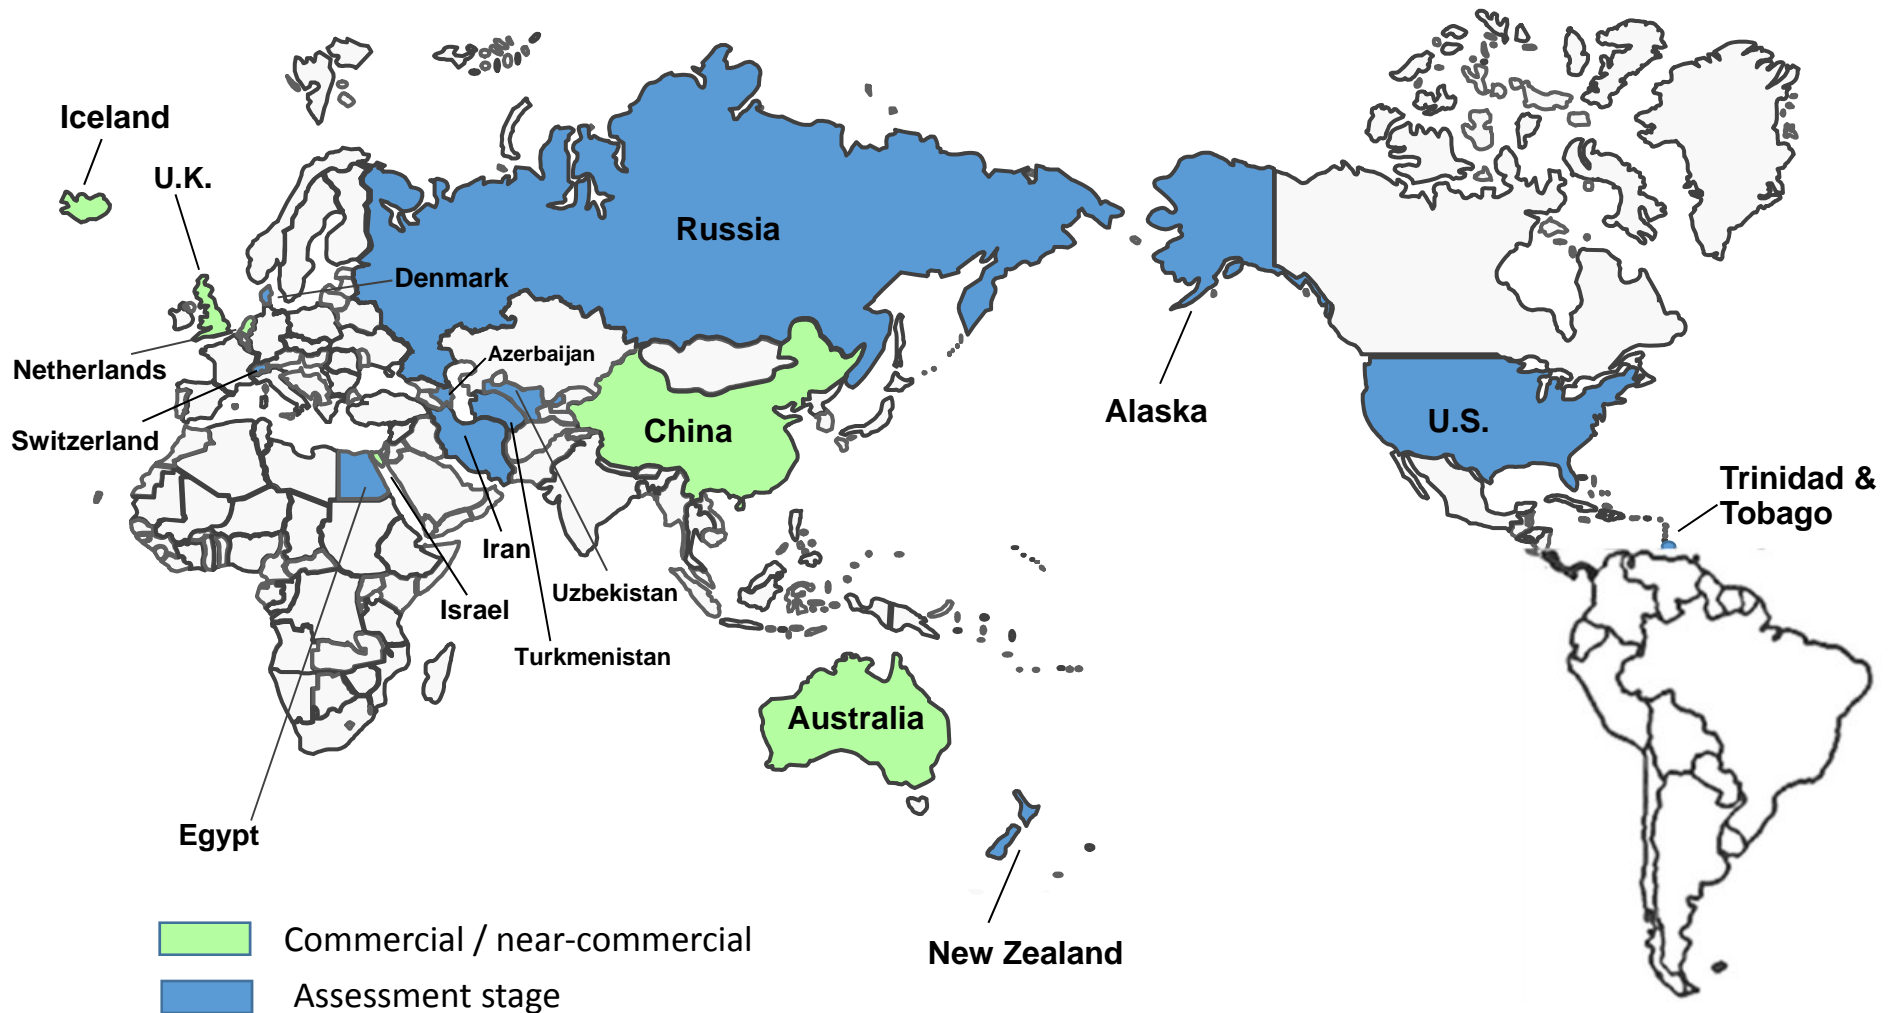 Iceland
U.K.
Russia
Denmark
Netherlands
Azerbaijan
Switzerland
China
Alaska
U.S.
Trinidad &
Tobago
Iran
Uzbekistan
Israel
Turkmenistan
Australia
Egypt
New Zealand
Commercial / near-commercial
Assessment stage